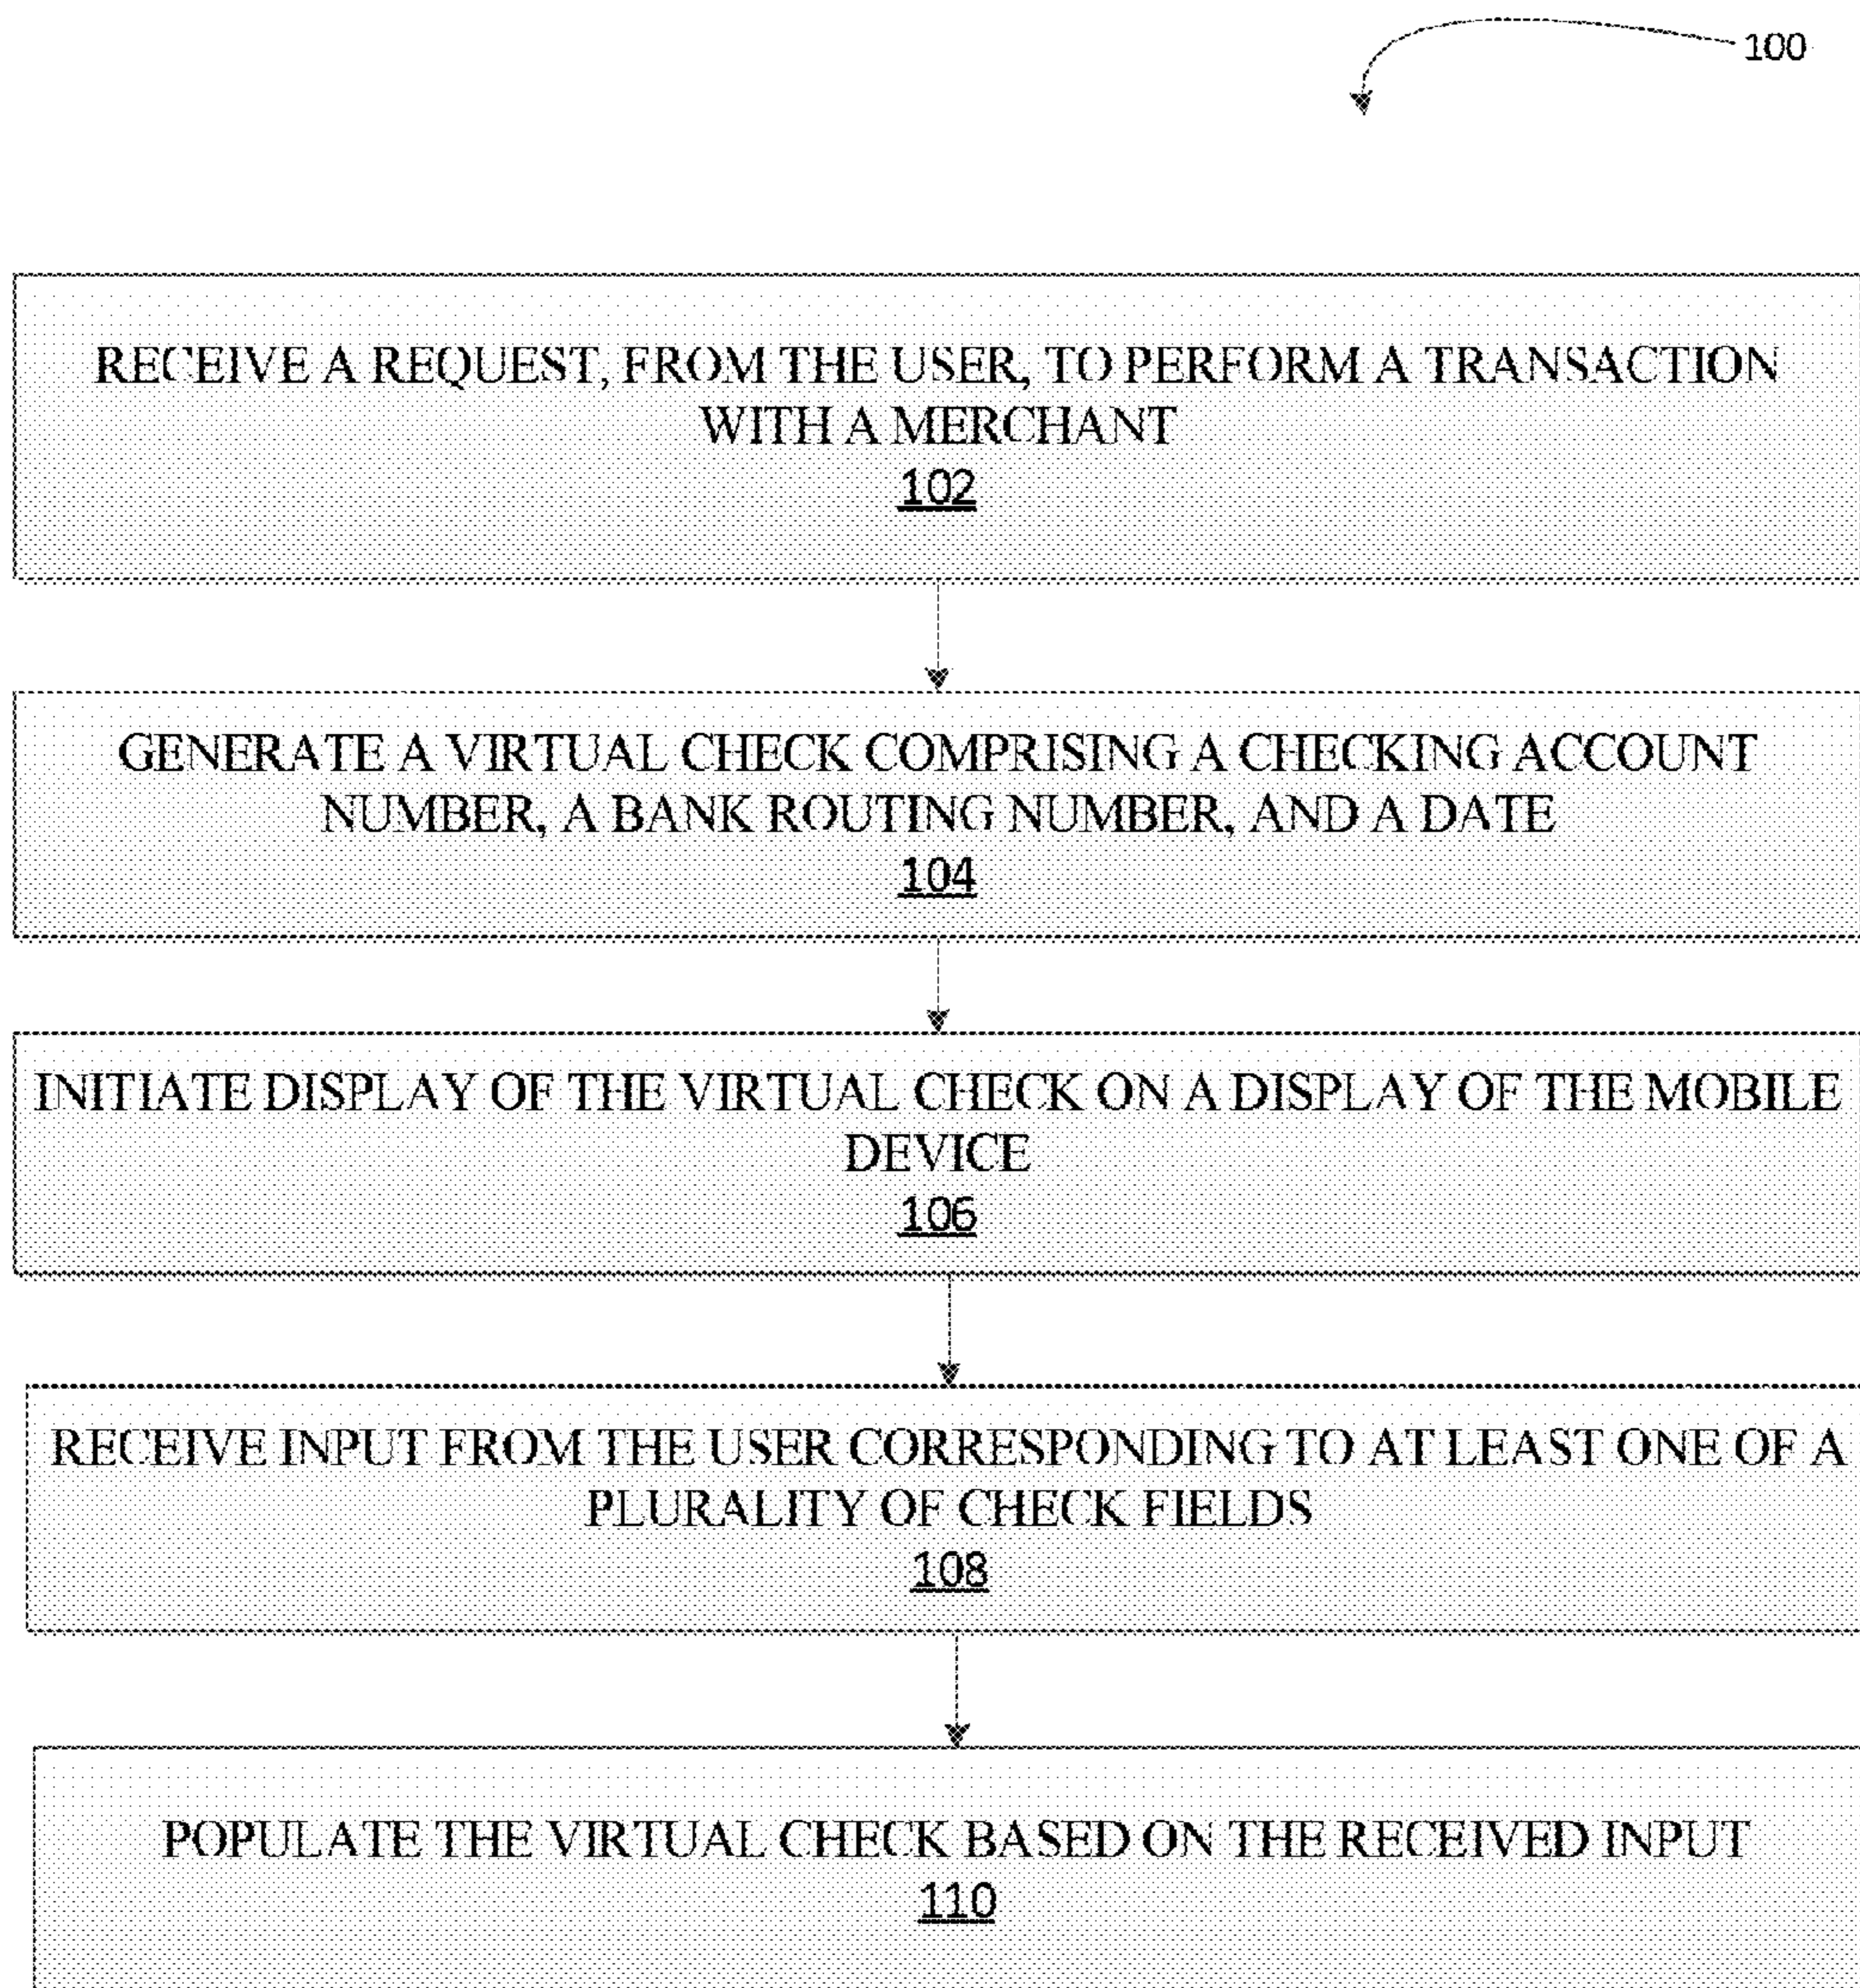 100
RECEIVE A REQUEST, FROM THE USER, TO PERFORM A TRANSACTION
WITH A MERCHANT
102
GENERATE A VIRTUAL CHECK COMPRISING A CHECKING ACCOUNT
NUMBER, A BANK ROUTING NUMBER, AND A DATE
104
INITIATE DISPLAY OF THE VIRTUAL CHECK ON A DISPLAY OF THE MOBILE
DEVICE
106
RECEIVE INPUT FROM THE USER CORRESPONDING TO AT LEAST ONE OF A
PLURALITY OF CHECK FIELDS
108
POPULATE THE VIRTUAL CHECK BASED ON THE RECEIVED INPUT
110